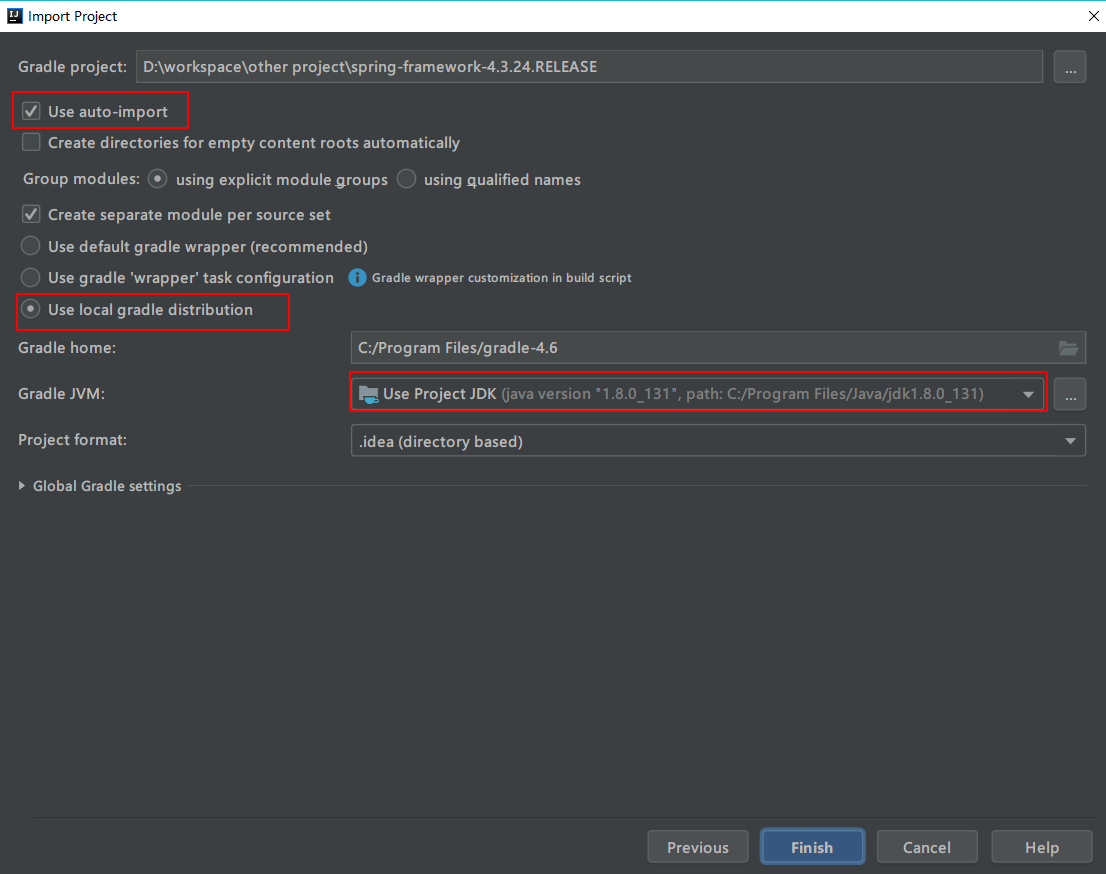 Import Project
Gradle project: D:\workspace\other project\spring-framework-4.3.24.RELEASE ...
Use auto-import
Create directories for empty content roots automatically
Group modules: using explicit module groups using qualified names
Create separate module per source set
Use default gradle wrapper (recommended)
Use gradle 'wrapper' task configuration Gradle wrapper customization in build script
Use local gradle distribution
Gradle home: C:/Program Files/gradle-4.6
Gradle JVM: Use Project JDK (java version "1.8.0_131", path: C:/Program Files/Java/jdk1.8.0_131) ...
Project format: .idea (directory based)
Global Gradle settings
Previous Finish Cancel Help